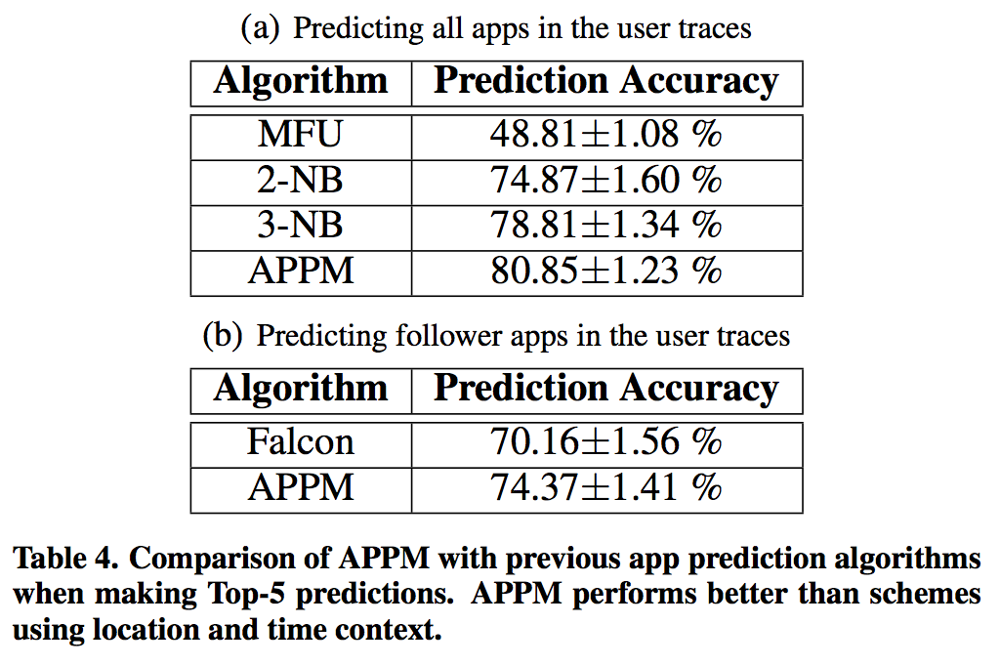 (a) Predicting all apps in the user traces
Algorithm Prediction Accuracy
MFU 48.81±1.08 %
2-NB 74.87±1.60 %
3-NB 78.81±1.34 %
APPM 80.85±1.23 %
(b) Predicting follower apps in the user traces
Algorithm Prediction Accuracy
Falcon 70.16±1.56 %
APPM 74.37±1.41 %
Table 4. Comparison of APPM with previous app prediction algorithms
when making Top-5 predictions. APPM performs better than schemes
using location and time context.